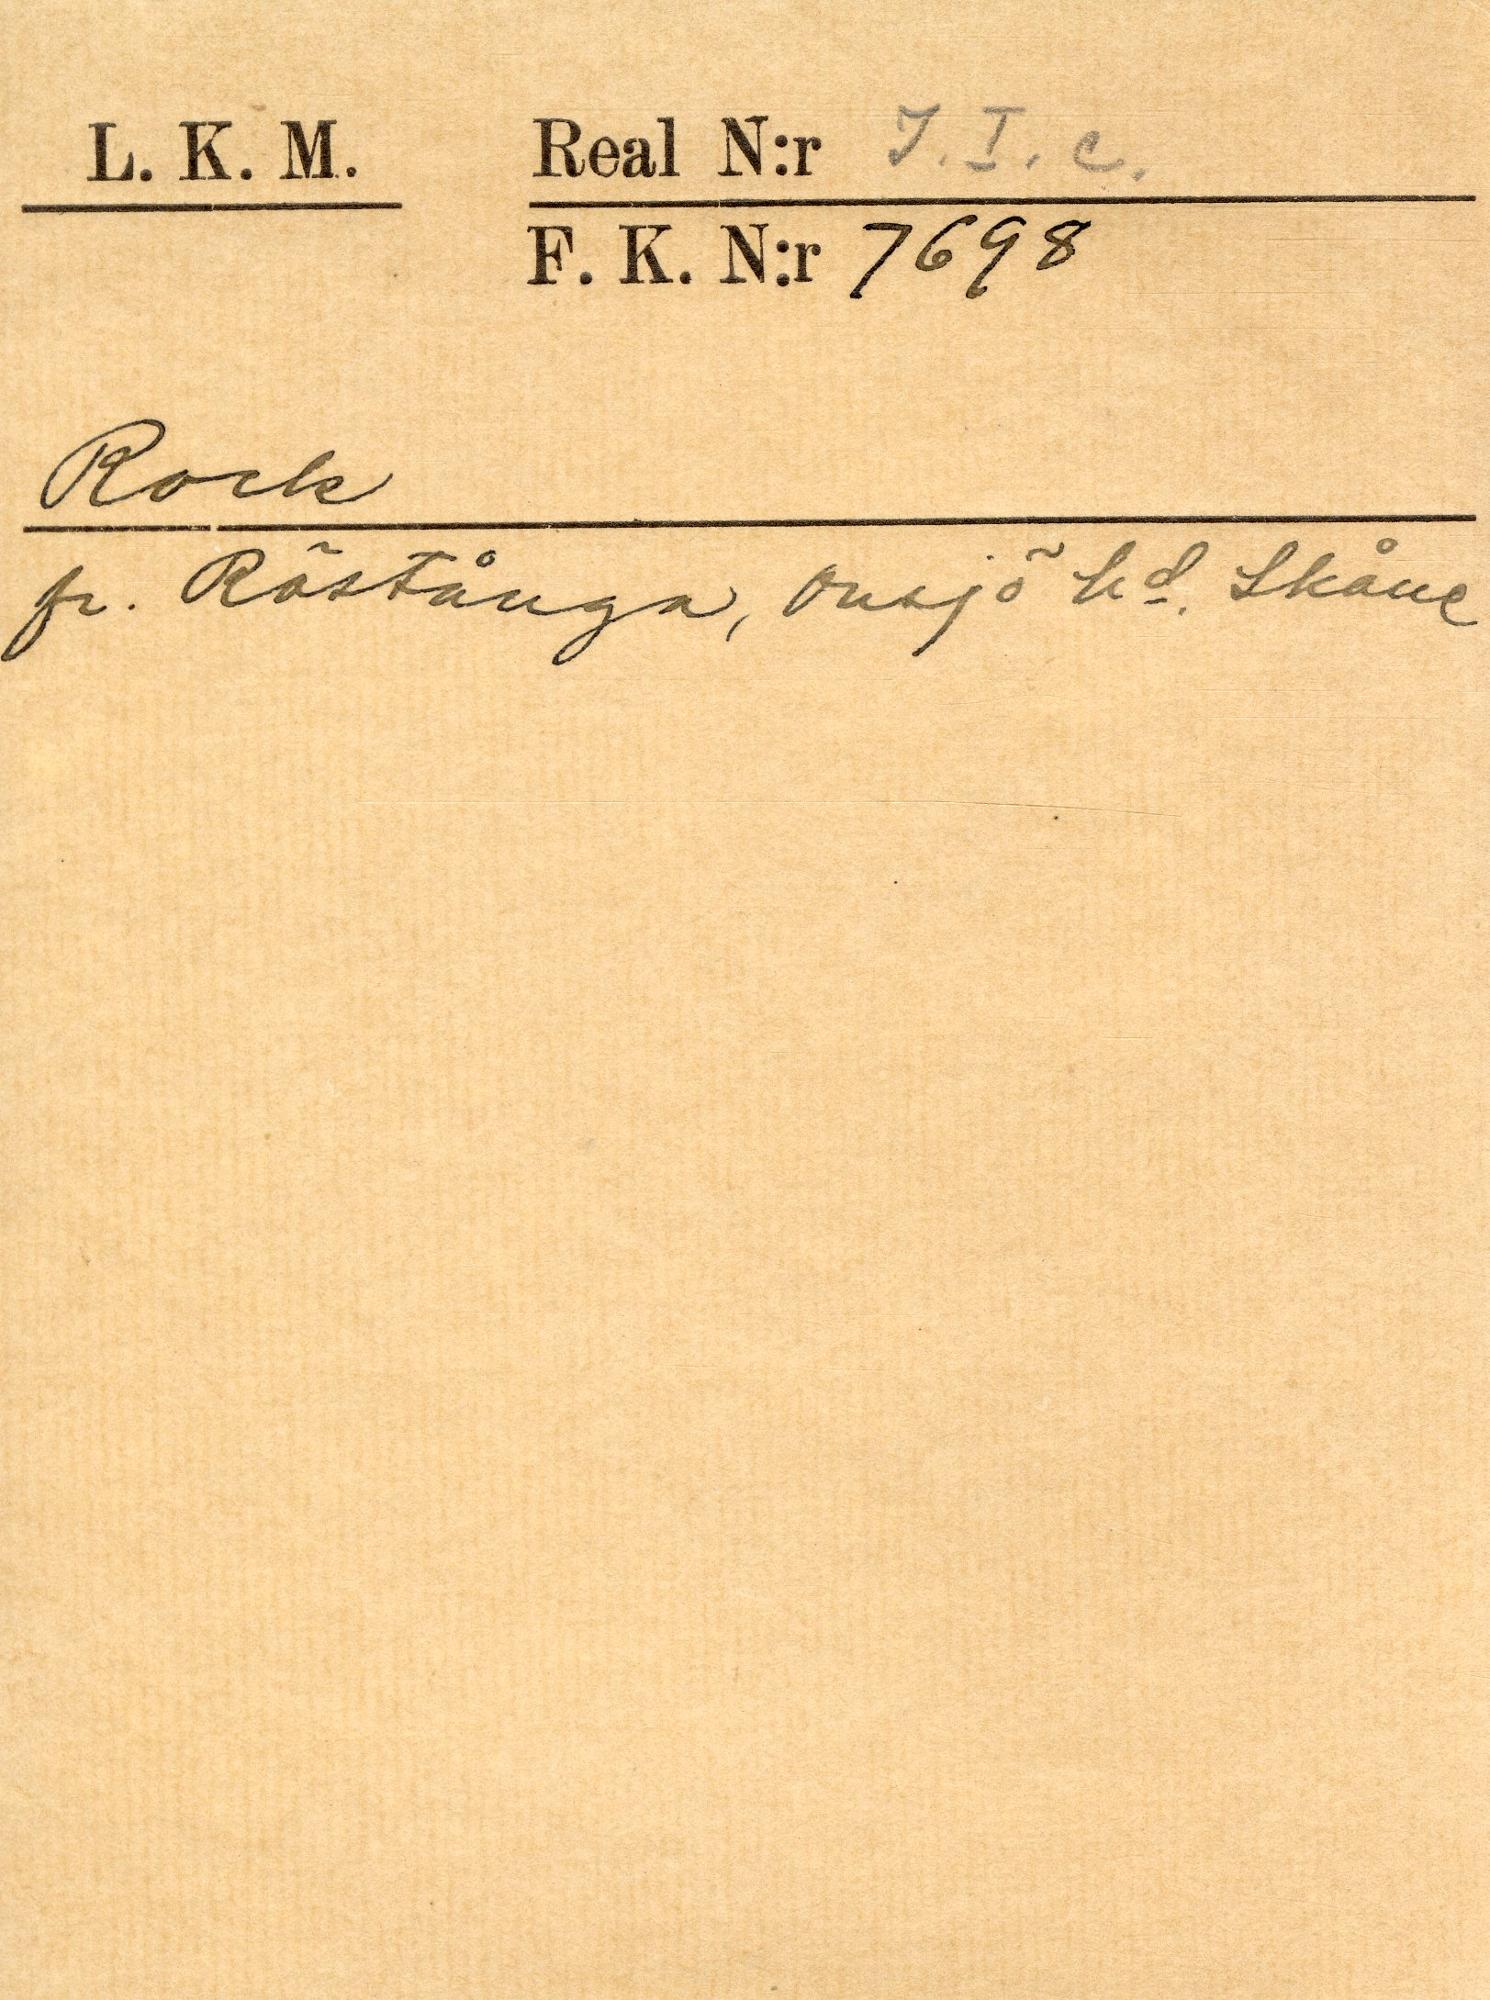 L. K. M.
Real N:r J. I. c.
F. K. N:r 7698
Rock
fr. Röstånga, Onsjö hd. Skåne